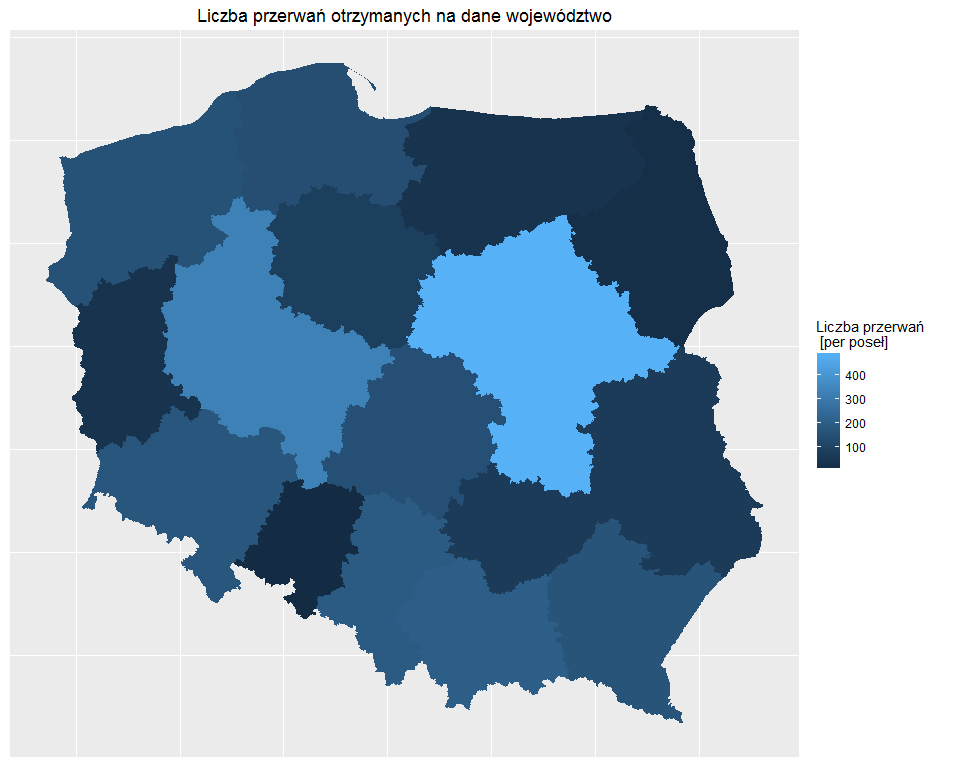 Liczba przerwań otrzymanych na dane województwo
Liczba przerwań
[per poseł]
400
300
200
100